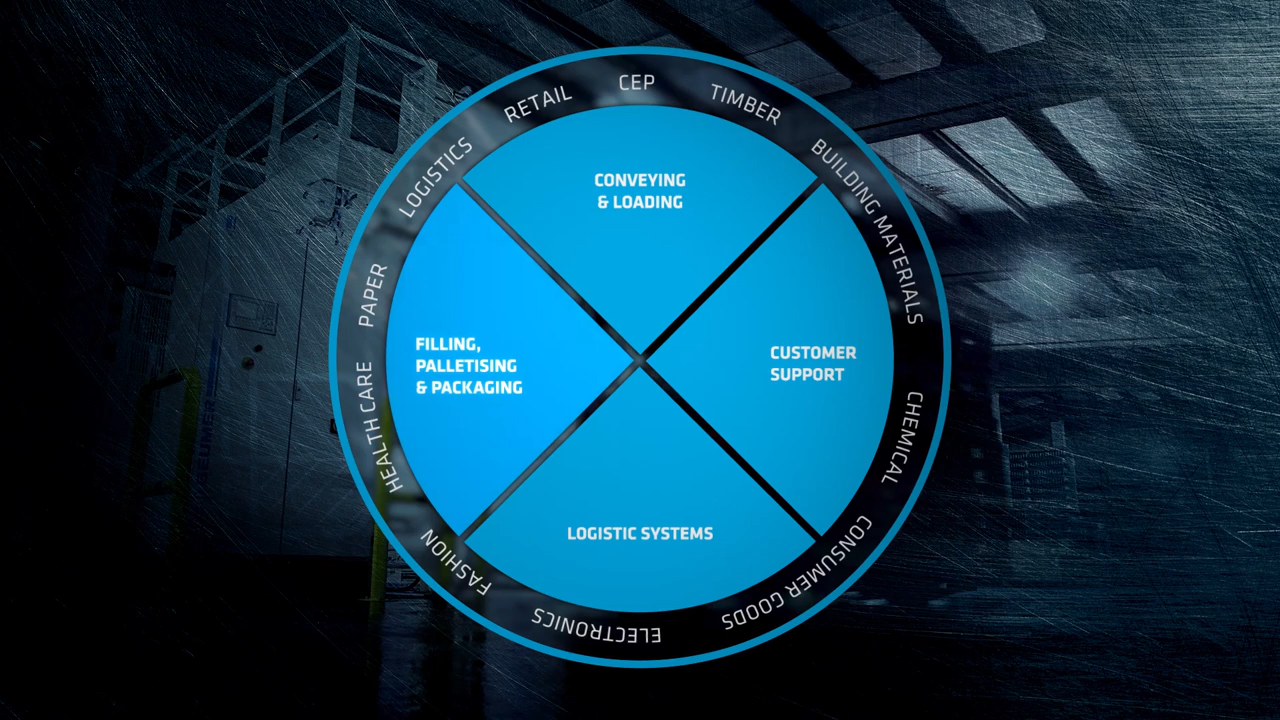 CEP
TIMBER
BUILDING MATERIALS
CHEMICAL
CONSUMER GOODS
ELECTRONICS
FASHION
HEALTH CARE
PAPER
LOGISTICS
RETAIL
CONVEYING
& LOADING
FILLING,
PALLETISING
& PACKAGING
CUSTOMER
SUPPORT
LOGISTIC SYSTEMS
BEUMER